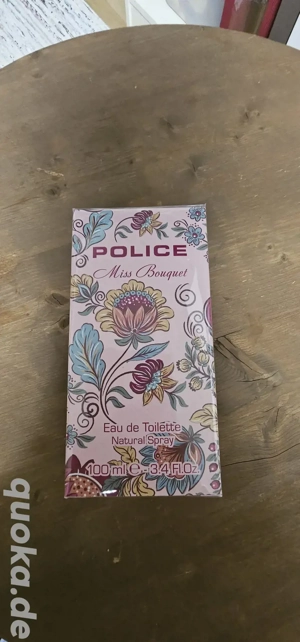 POLICE
Miss Bouquet
Eau de Toilette
Natural Spray
100 ml e - 3.4 Fl.Oz.
quoka.de